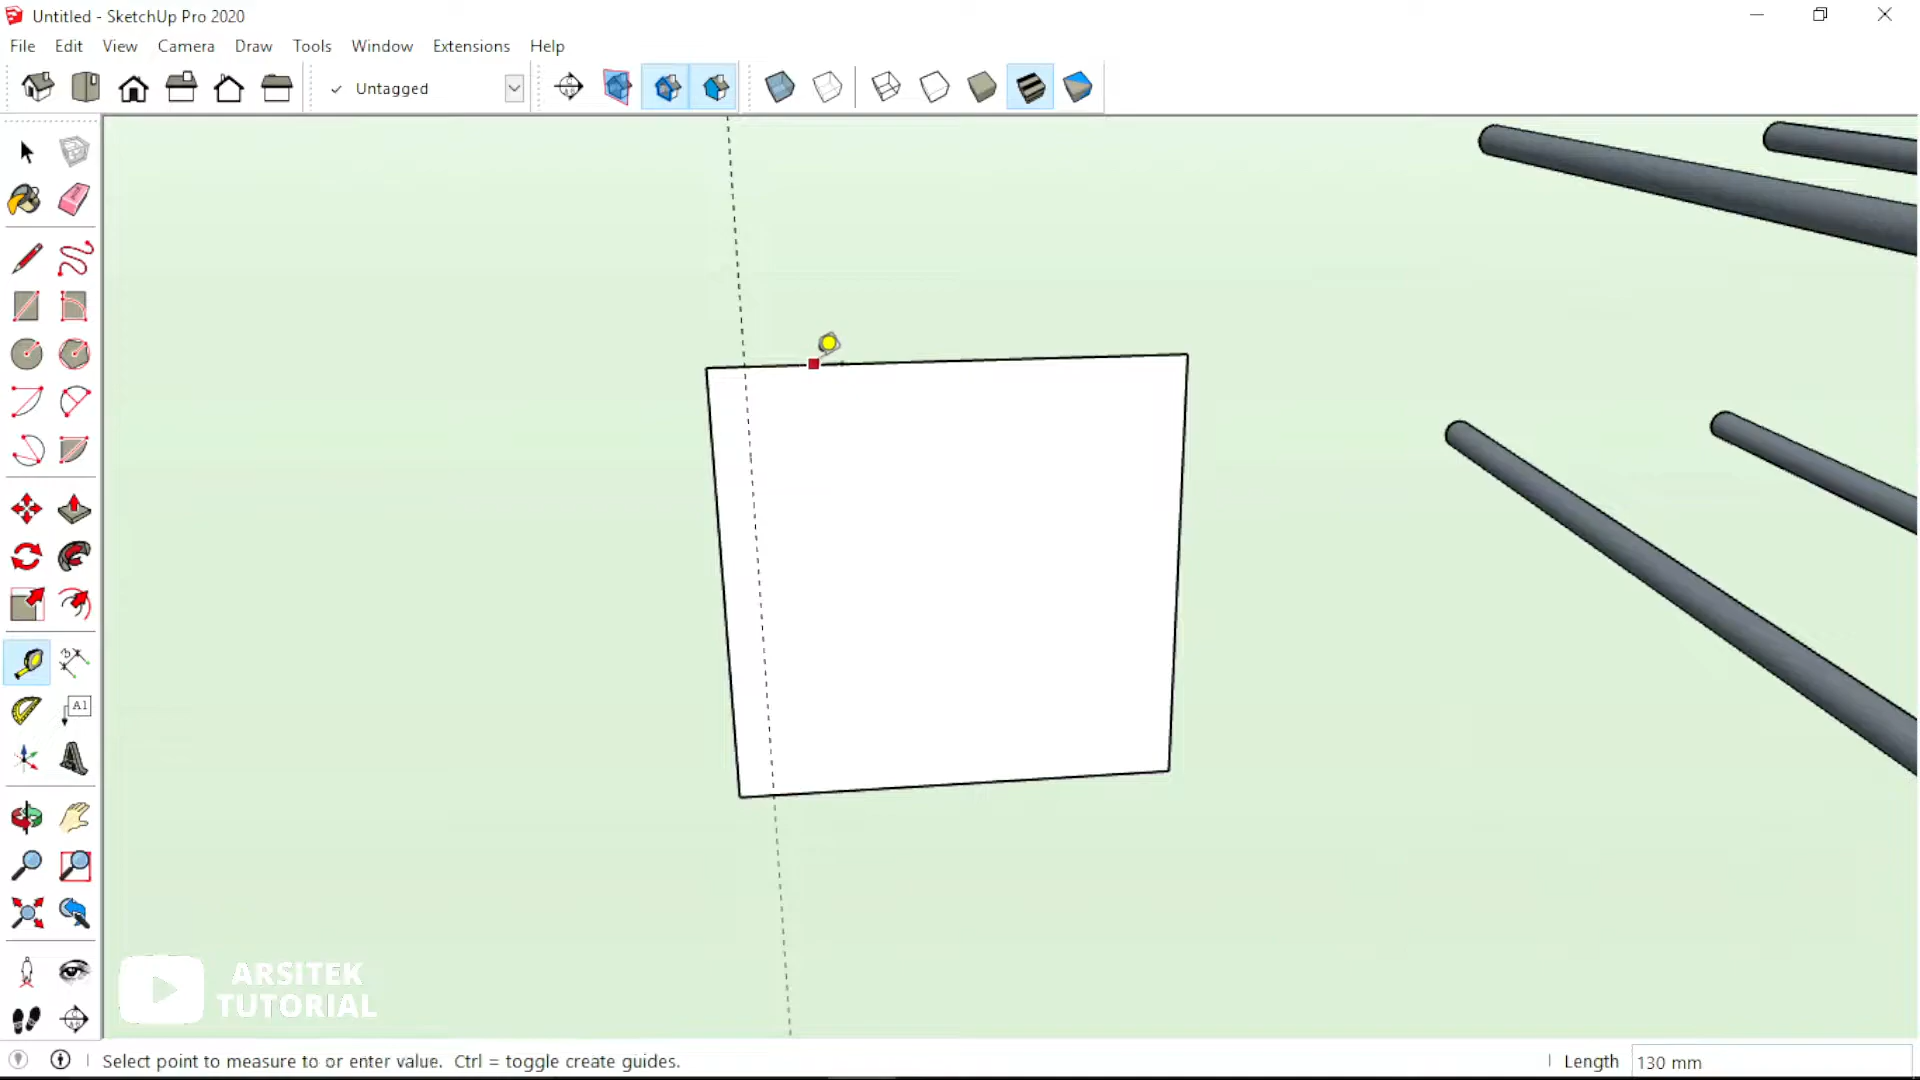 Untitled - SketchUp Pro 2020
File Edit View Camera Draw Tools Window Extensions Help
Untagged
A1
ARSITEK
TUTORIAL
Select point to measure to or enter value. Ctrl = toggle create guides.
Length 130 mm